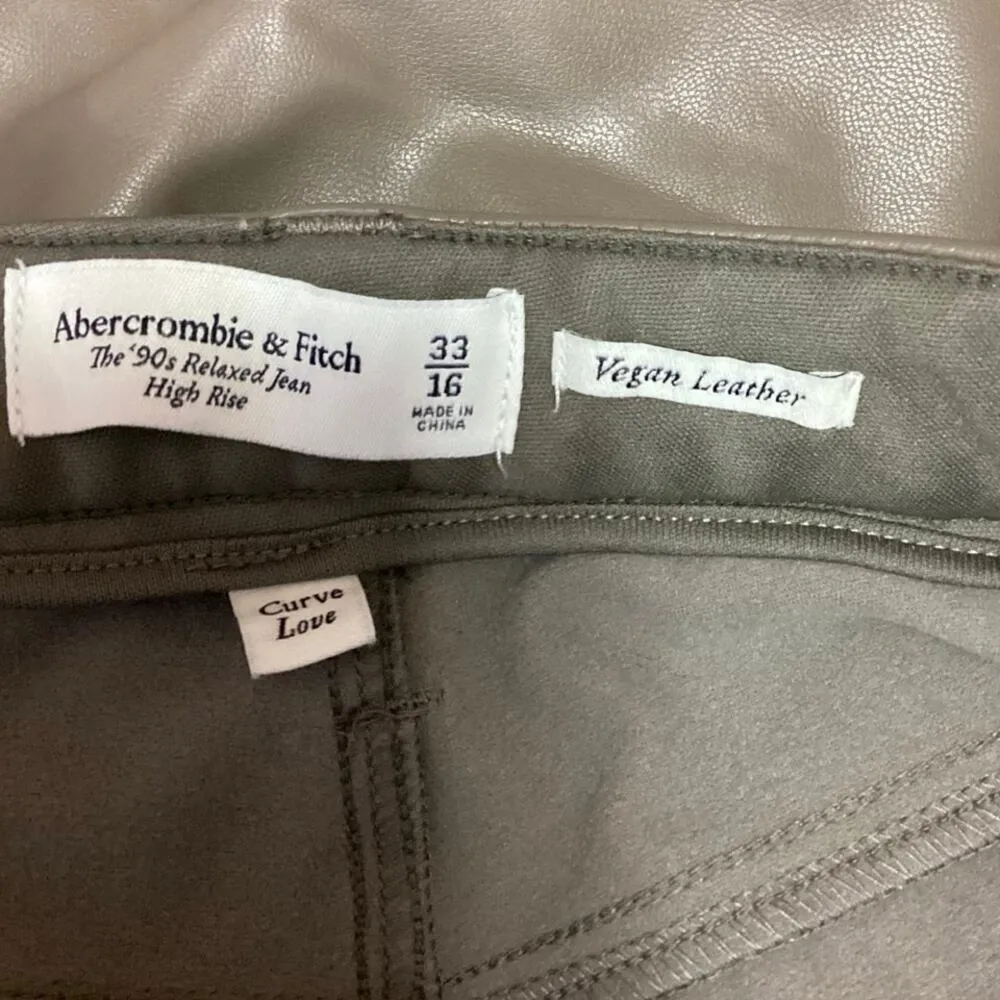 Abercrombie & Fitch
The ‘90s Relaxed Jean
High Rise
33
16
MADE IN
CHINA
Vegan Leather
Curve
Love